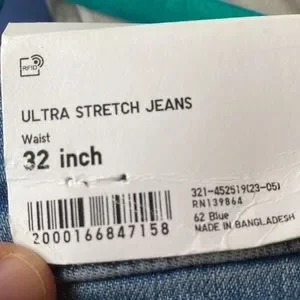 RFID
ULTRA STRETCH JEANS
Waist
32 inch
321-452519(23-05)
RN139864
62 Blue
MADE IN BANGLADESH
2000166847158